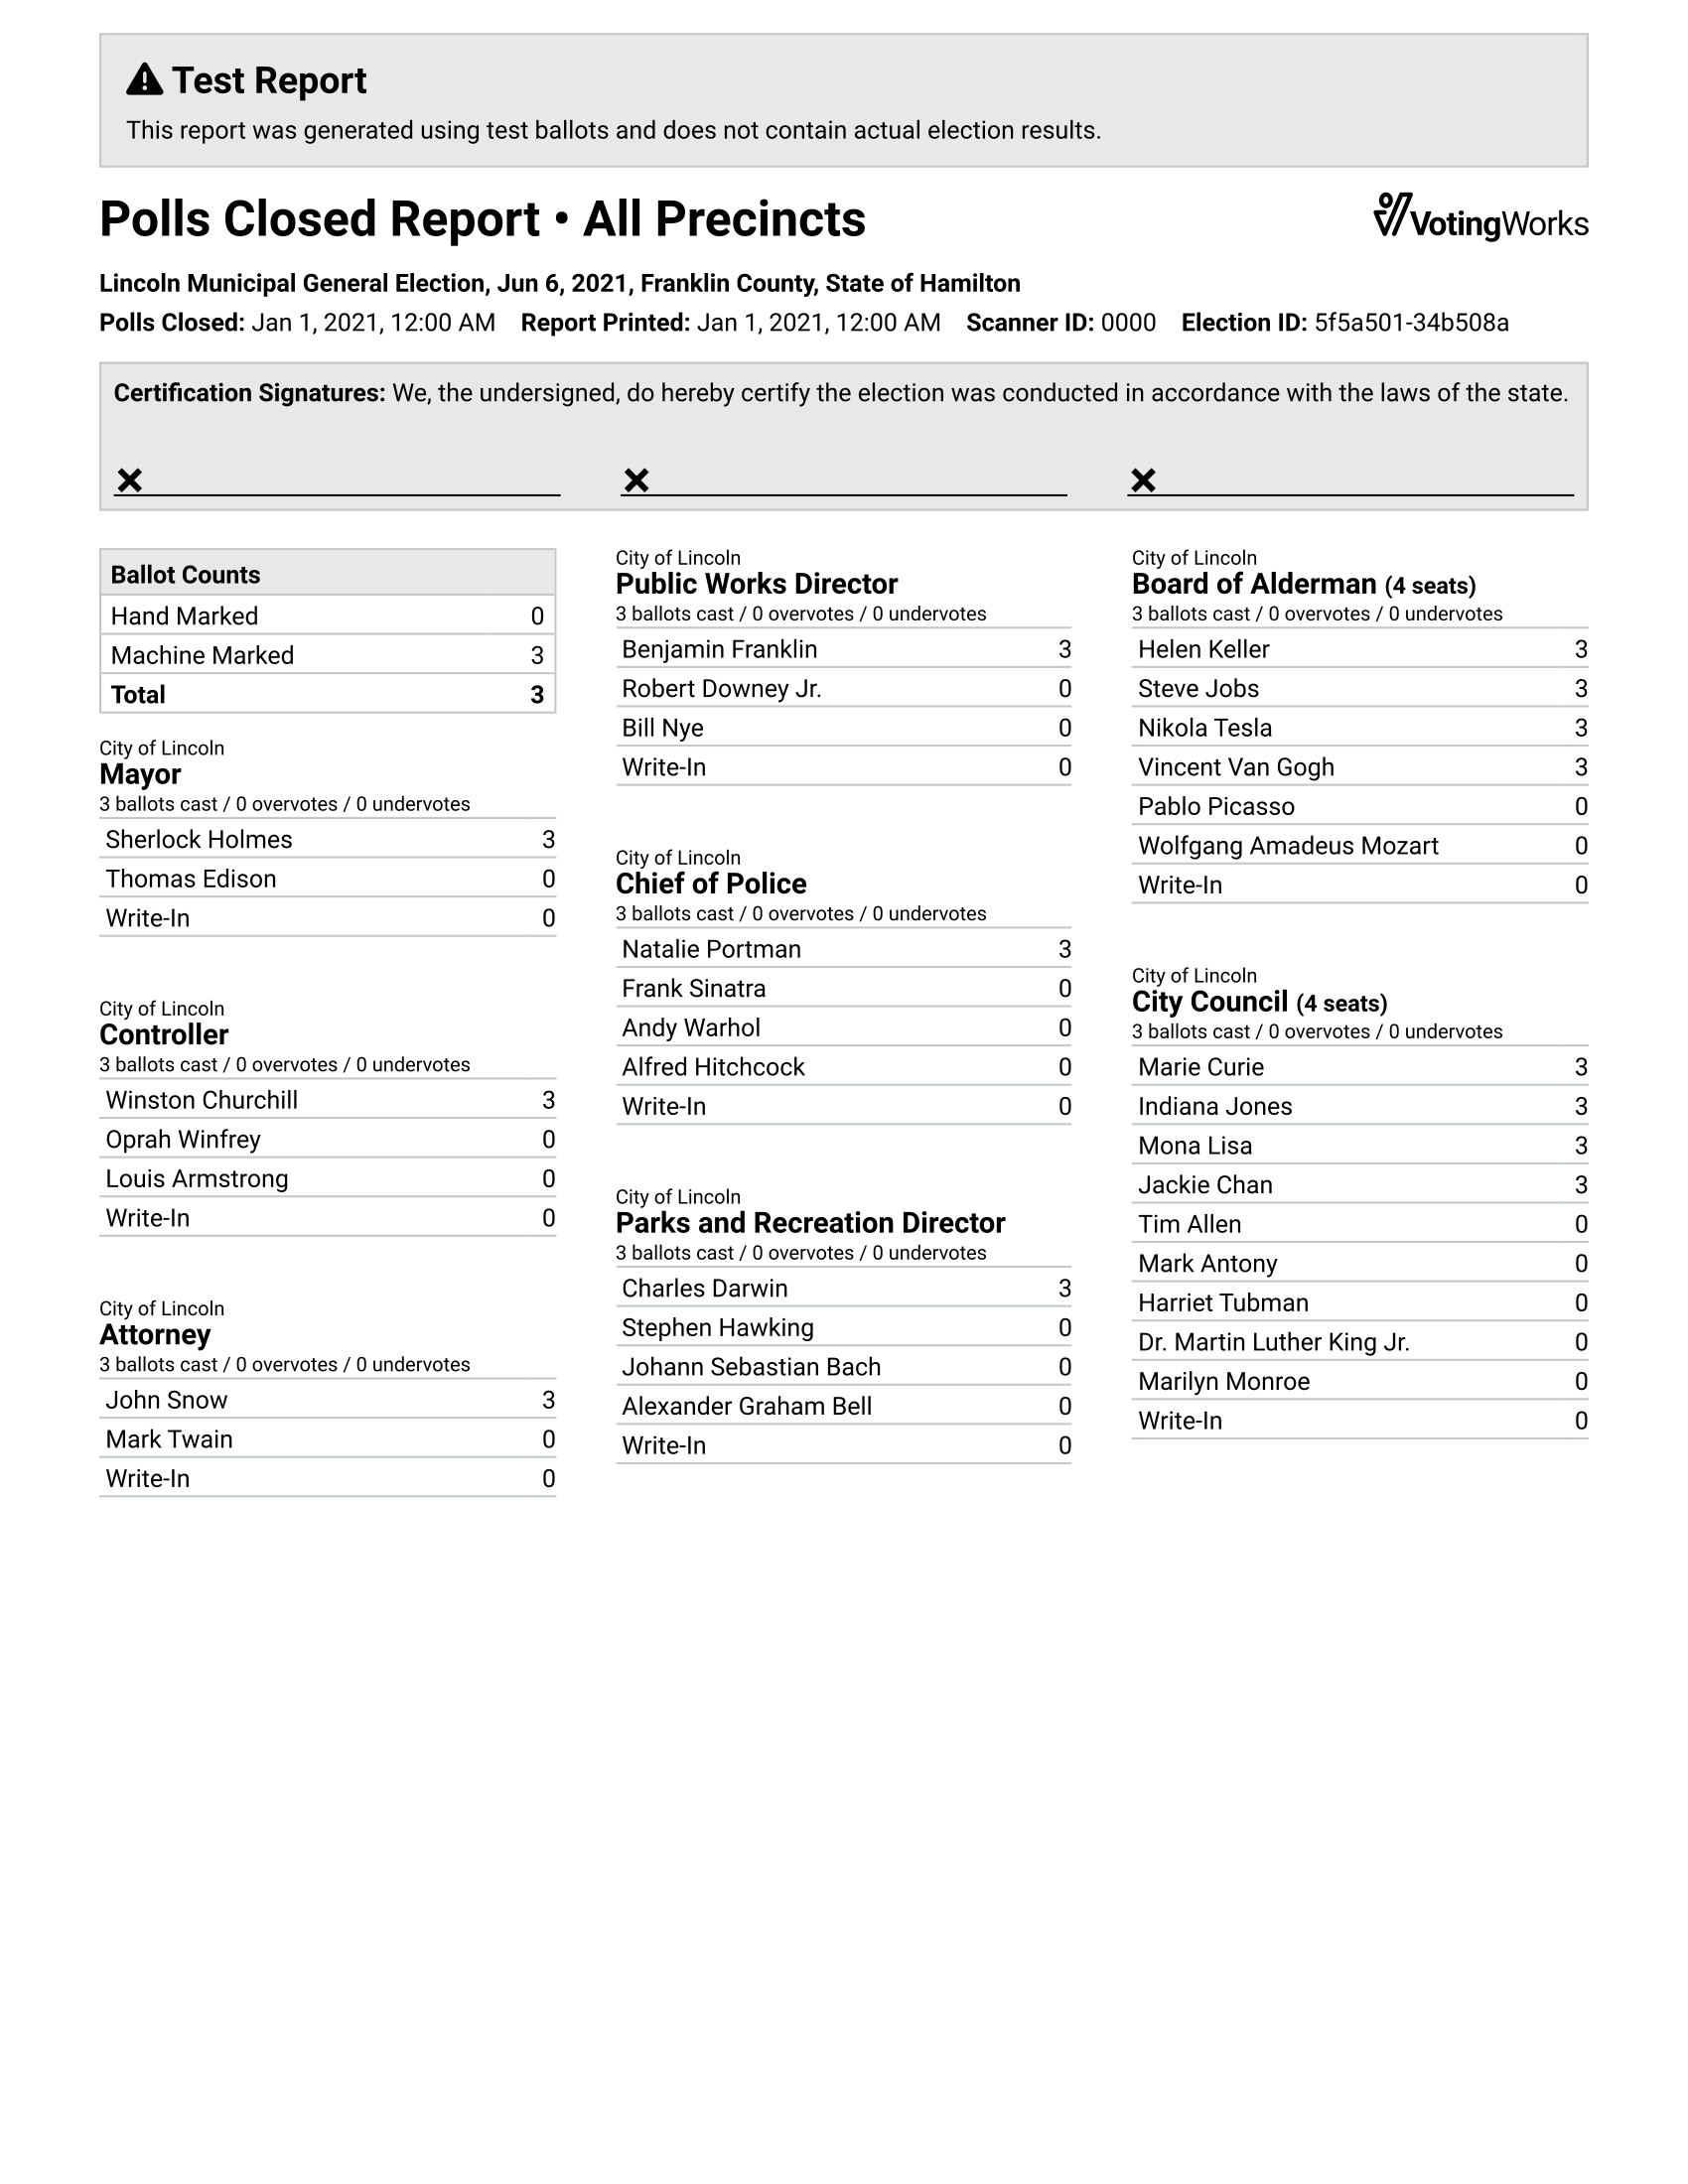 Test Report
This report was generated using test ballots and does not contain actual election results.
Polls Closed Report • All Precincts
VotingWorks
Lincoln Municipal General Election, Jun 6, 2021, Franklin County, State of Hamilton
Polls Closed: Jan 1, 2021, 12:00 AM Report Printed: Jan 1, 2021, 12:00 AM Scanner ID: 0000 Election ID: 5f5a501-34b508a
Certification Signatures: We, the undersigned, do hereby certify the election was conducted in accordance with the laws of the state.
Ballot Counts
Hand Marked 0
Machine Marked 3
Total 3
City of Lincoln
Mayor
3 ballots cast / 0 overvotes / 0 undervotes
Sherlock Holmes 3
Thomas Edison 0
Write-In 0
City of Lincoln
Controller
3 ballots cast / 0 overvotes / 0 undervotes
Winston Churchill 3
Oprah Winfrey 0
Louis Armstrong 0
Write-In 0
City of Lincoln
Attorney
3 ballots cast / 0 overvotes / 0 undervotes
John Snow 3
Mark Twain 0
Write-In 0
City of Lincoln
Public Works Director
3 ballots cast / 0 overvotes / 0 undervotes
Benjamin Franklin 3
Robert Downey Jr. 0
Bill Nye 0
Write-In 0
City of Lincoln
Chief of Police
3 ballots cast / 0 overvotes / 0 undervotes
Natalie Portman 3
Frank Sinatra 0
Andy Warhol 0
Alfred Hitchcock 0
Write-In 0
City of Lincoln
Parks and Recreation Director
3 ballots cast / 0 overvotes / 0 undervotes
Charles Darwin 3
Stephen Hawking 0
Johann Sebastian Bach 0
Alexander Graham Bell 0
Write-In 0
City of Lincoln
Board of Alderman (4 seats)
3 ballots cast / 0 overvotes / 0 undervotes
Helen Keller 3
Steve Jobs 3
Nikola Tesla 3
Vincent Van Gogh 3
Pablo Picasso 0
Wolfgang Amadeus Mozart 0
Write-In 0
City of Lincoln
City Council (4 seats)
3 ballots cast / 0 overvotes / 0 undervotes
Marie Curie 3
Indiana Jones 3
Mona Lisa 3
Jackie Chan 3
Tim Allen 0
Mark Antony 0
Harriet Tubman 0
Dr. Martin Luther King Jr. 0
Marilyn Monroe 0
Write-In 0